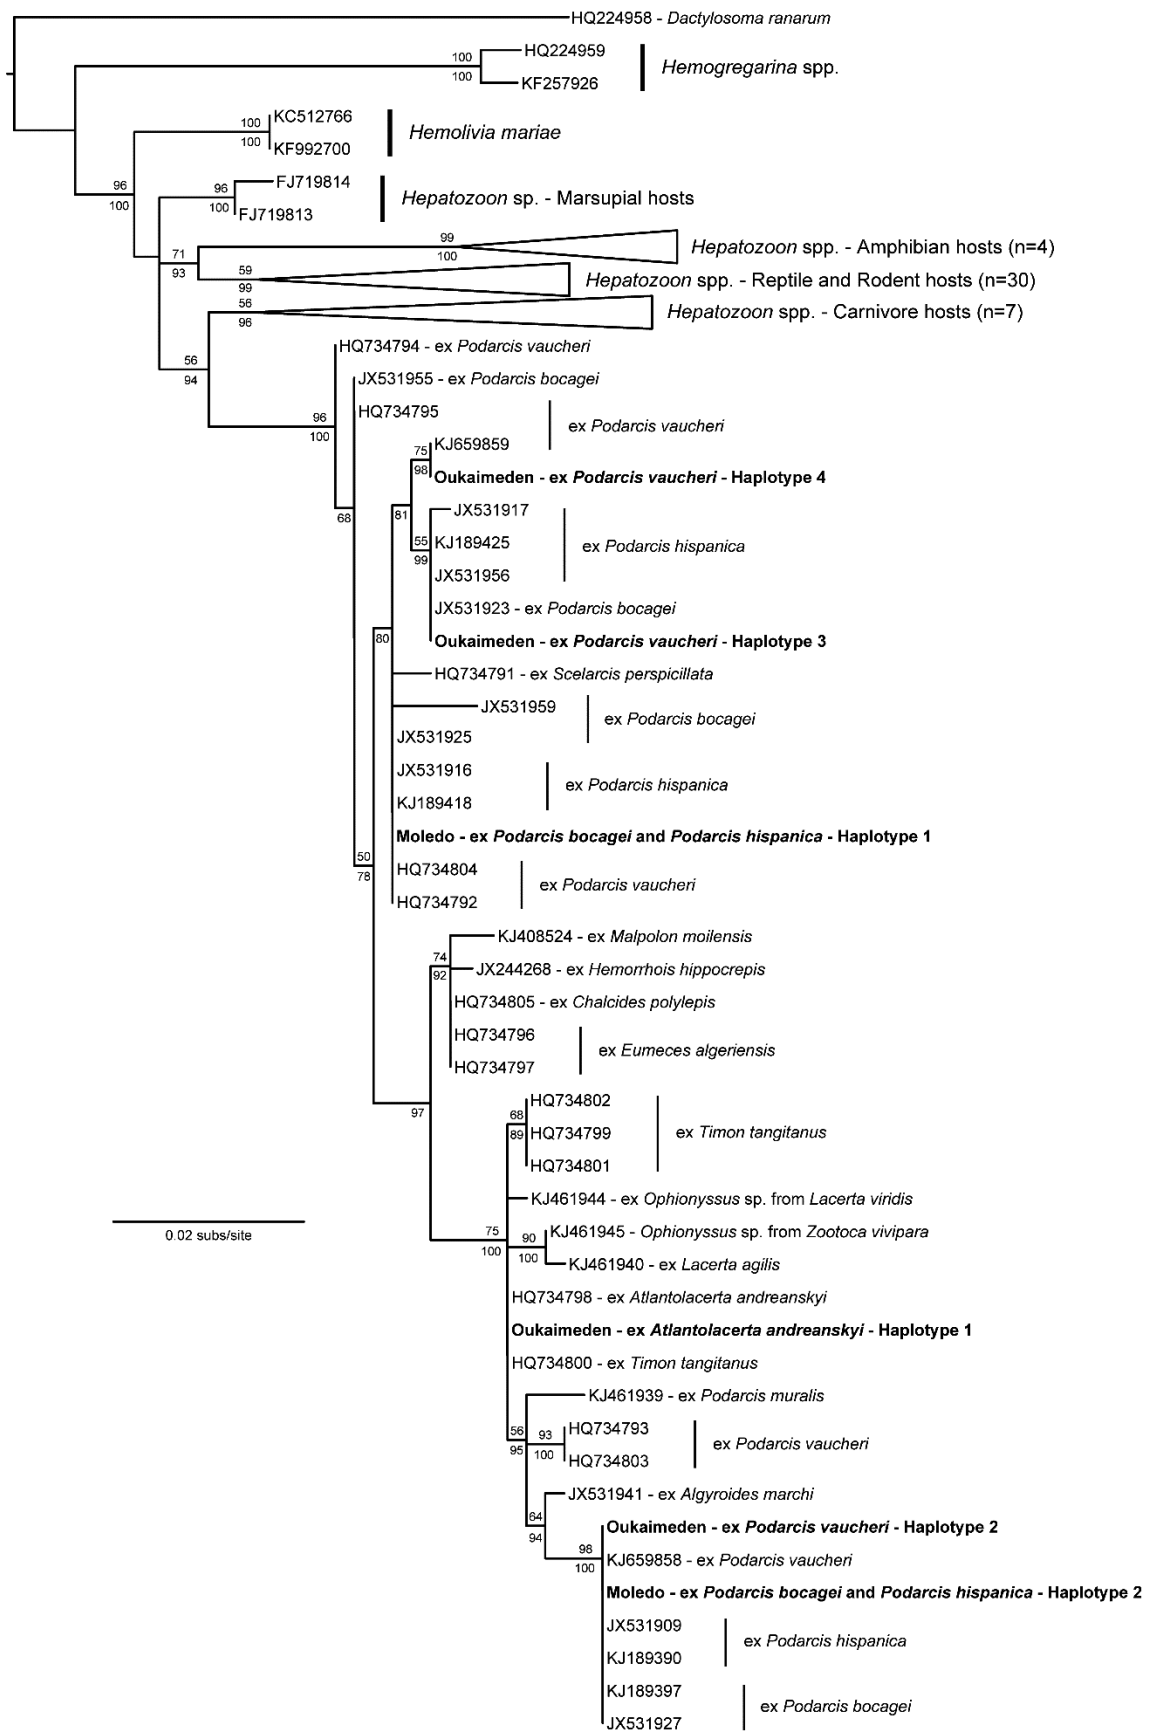 HQ224958 - Dactylosoma ranarum
HQ224959
100
100
Hemogregarina spp.
KF257926
KC512766
100
100
Hemolivia mariae
KF992700
FJ719814
96
100
96
100
Hepatozoon sp. - Marsupial hosts
FJ719813
99
100
Hepatozoon spp. - Amphibian hosts (n=4)
71
93
59
99
Hepatozoon spp. - Reptile and Rodent hosts (n=30)
56
96
Hepatozoon spp. - Carnivore hosts (n=7)
HQ734794 - ex Podarcis vaucheri
56
94
JX531955 - ex Podarcis bocagei
HQ734795
96
100
ex Podarcis vaucheri
KJ659859
75
98
Oukaimeden - ex Podarcis vaucheri - Haplotype 4
JX531917
68
81
KJ189425
55
99
ex Podarcis hispanica
JX531956
JX531923 - ex Podarcis bocagei
80
Oukaimeden - ex Podarcis vaucheri - Haplotype 3
HQ734791 - ex Scelarcis perspicillata
JX531959
ex Podarcis bocagei
JX531925
JX531916
ex Podarcis hispanica
KJ189418
Moledo - ex Podarcis bocagei and Podarcis hispanica - Haplotype 1
50
78
HQ734804
ex Podarcis vaucheri
HQ734792
KJ408524 - ex Malpolon moilensis
74
92
JX244268 - ex Hemorrhois hippocrepis
HQ734805 - ex Chalcides polylepis
HQ734796
ex Eumeces algeriensis
HQ734797
97
HQ734802
68
89
HQ734799
ex Timon tangitanus
HQ734801
KJ461944 - ex Ophionyssus sp. from Lacerta viridis
0.02 subs/site
75
100
90
100
KJ461945 - Ophionyssus sp. from Zootoca vivipara
KJ461940 - ex Lacerta agilis
HQ734798 - ex Atlantolacerta andreanskyi
Oukaimeden - ex Atlantolacerta andreanskyi - Haplotype 1
HQ734800 - ex Timon tangitanus
KJ461939 - ex Podarcis muralis
56
95
93
100
HQ734793
ex Podarcis vaucheri
HQ734803
JX531941 - ex Algyroides marchi
64
94
Oukaimeden - ex Podarcis vaucheri - Haplotype 2
98
100
KJ659858 - ex Podarcis vaucheri
Moledo - ex Podarcis bocagei and Podarcis hispanica - Haplotype 2
JX531909
ex Podarcis hispanica
KJ189390
KJ189397
ex Podarcis bocagei
JX531927